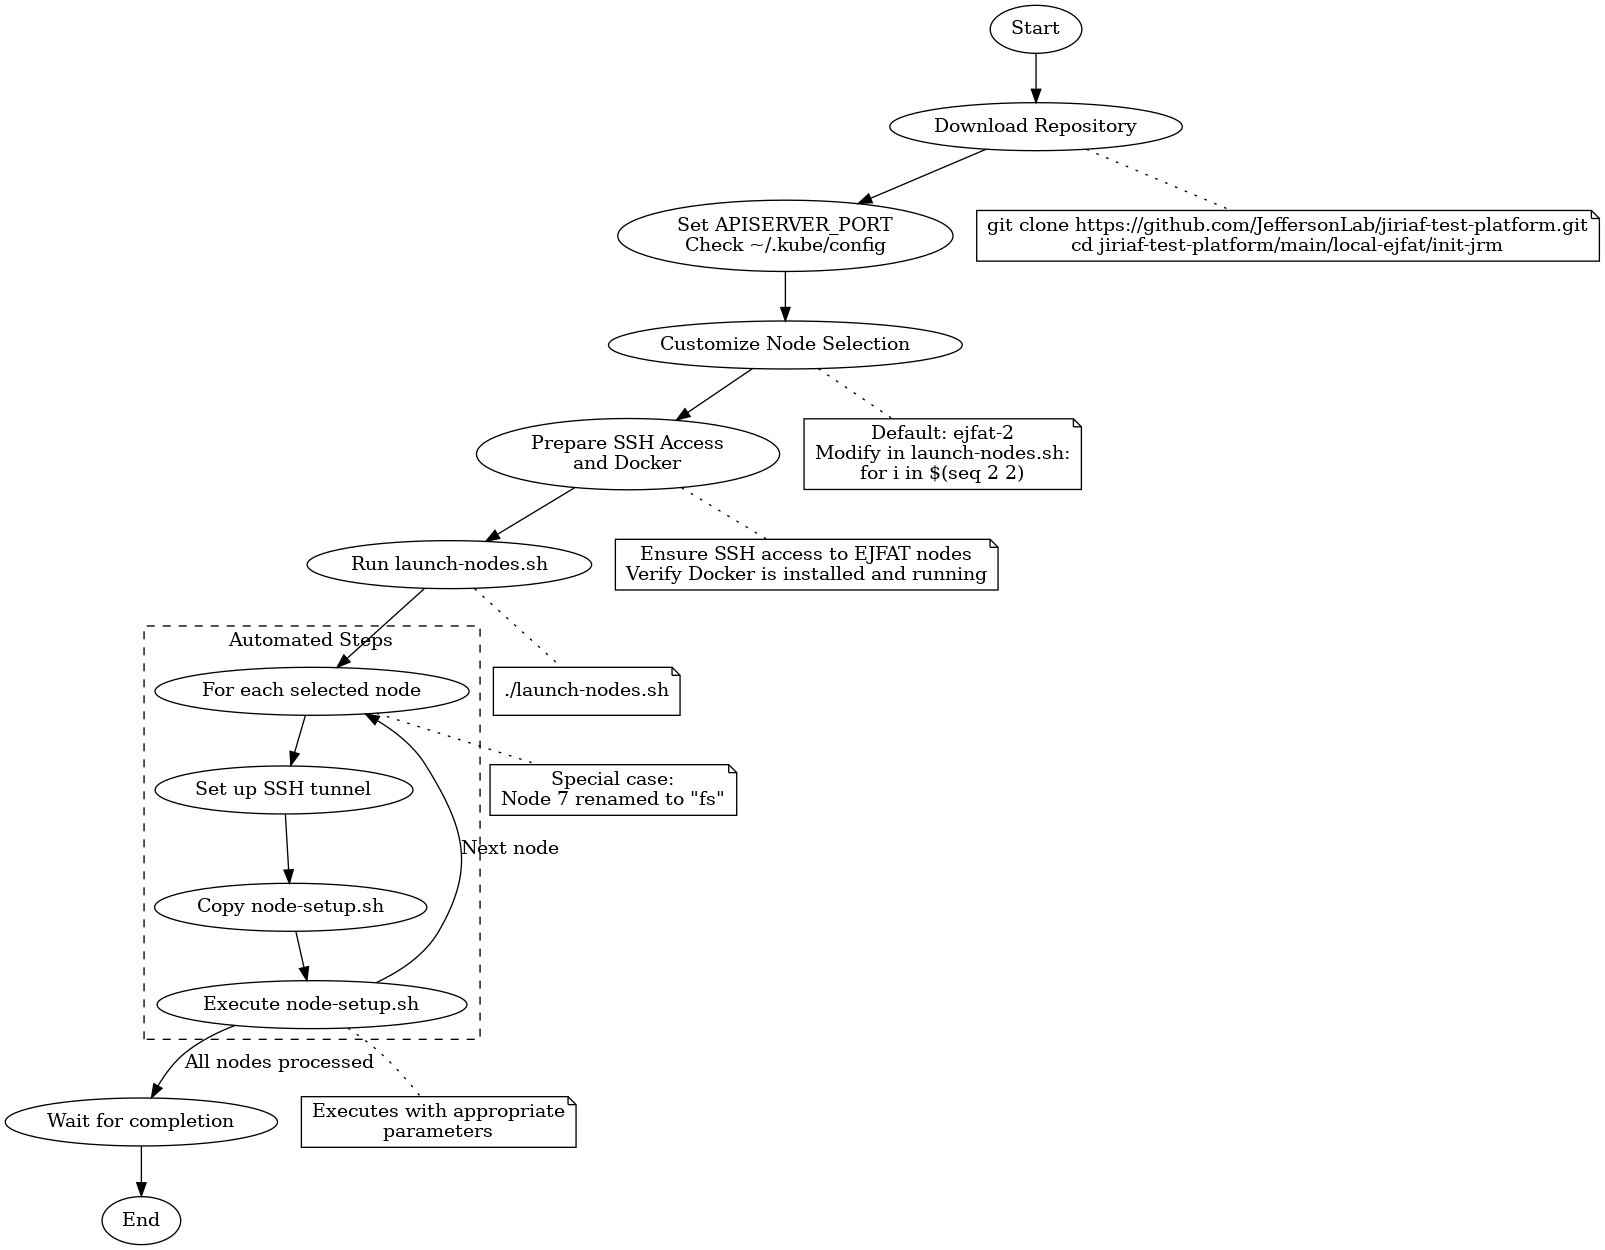 Start
Download Repository
git clone https://github.com/JeffersonLab/jiriaf-test-platform.git
cd jiriaf-test-platform/main/local-ejfat/init-jrm
Set APISERVER_PORT
Check ~/.kube/config
Customize Node Selection
Default: ejfat-2
Modify in launch-nodes.sh:
for i in $(seq 2 2)
Prepare SSH Access
and Docker
Ensure SSH access to EJFAT nodes
Verify Docker is installed and running
Run launch-nodes.sh
./launch-nodes.sh
Automated Steps
For each selected node
Special case:
Node 7 renamed to "fs"
Set up SSH tunnel
Next node
Copy node-setup.sh
Execute node-setup.sh
All nodes processed
Executes with appropriate
parameters
Wait for completion
End